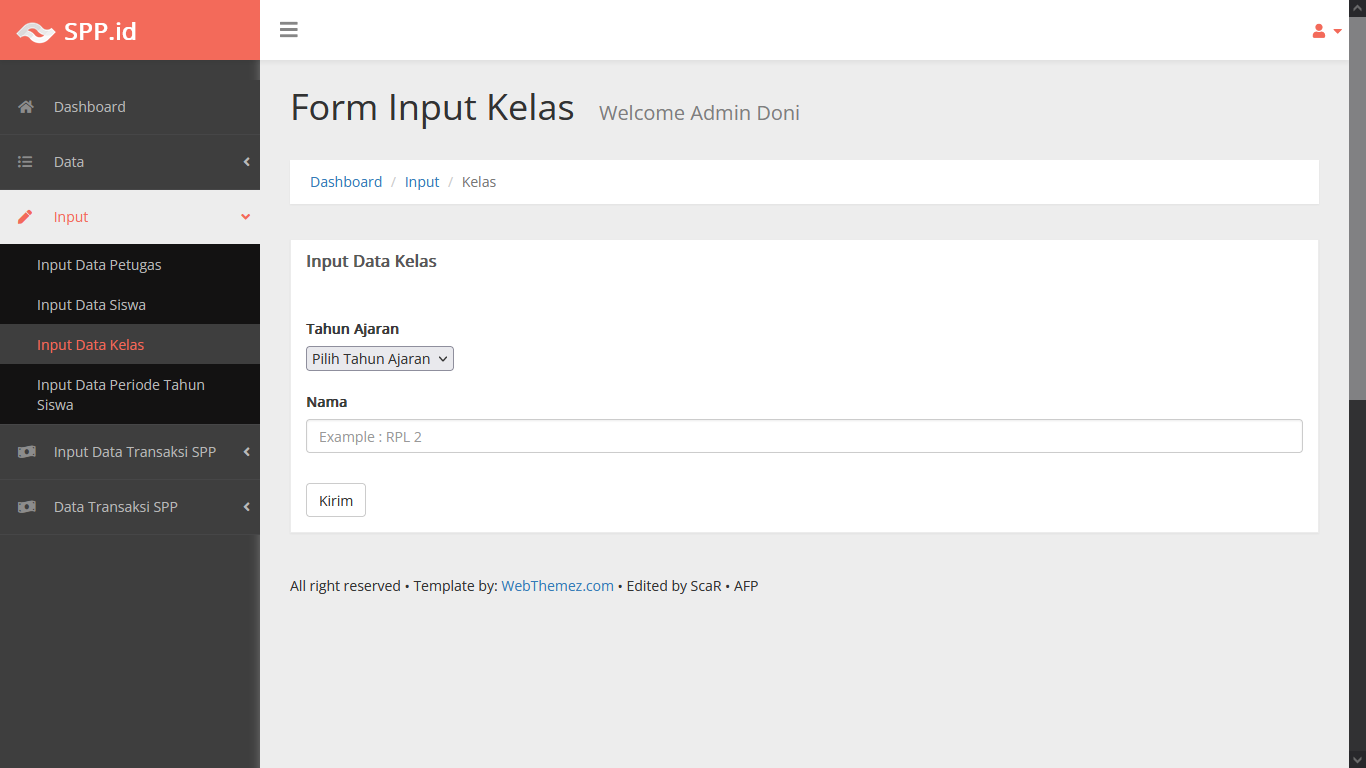 SPP.id
Dashboard
Data
Input
Input Data Petugas
Input Data Siswa
Input Data Kelas
Input Data Periode Tahun
Siswa
Input Data Transaksi SPP
Data Transaksi SPP
Form Input Kelas Welcome Admin Doni
Dashboard / Input / Kelas
Input Data Kelas
Tahun Ajaran
Pilih Tahun Ajaran
Nama
Example : RPL 2
Kirim
All right reserved • Template by: WebThemez.com • Edited by ScaR • AFP